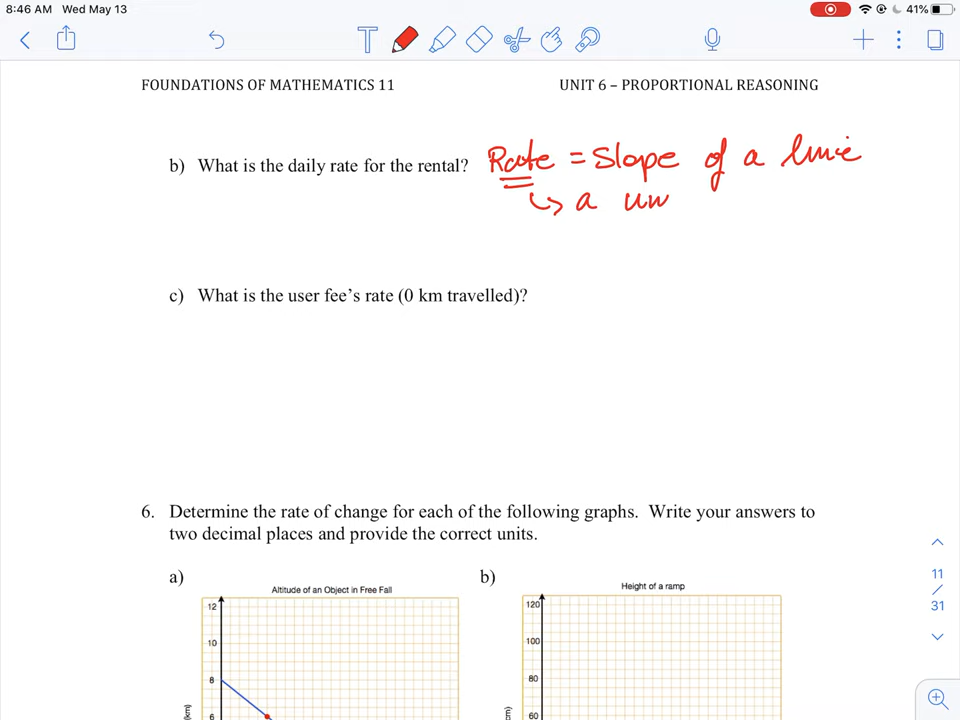 8:46 AM Wed May 13
41%
T
FOUNDATIONS OF MATHEMATICS 11 UNIT 6 – PROPORTIONAL REASONING
b) What is the daily rate for the rental? Rate = Slope of a line
↳ a un
c) What is the user fee's rate (0 km travelled)?
6. Determine the rate of change for each of the following graphs. Write your answers to
two decimal places and provide the correct units.
a) b)
Altitude of an Object in Free Fall
12
10
8
6
(km)
Height of a ramp
120
100
80
60
cm)
11
/
31